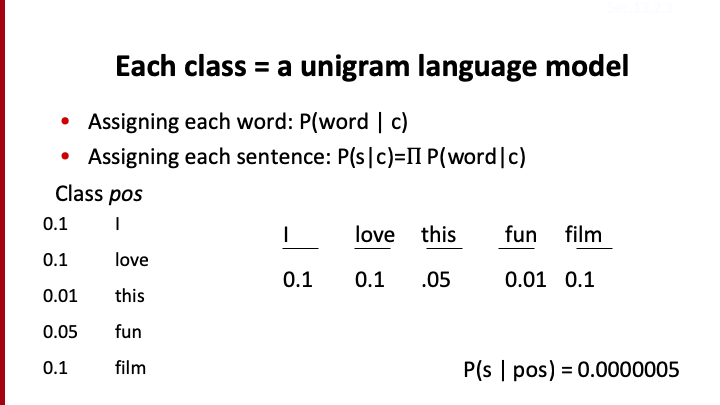 Each class = a unigram language model
• Assigning each word: P(word | c)
• Assigning each sentence: P(s|c)=Π P(word|c)
Class pos
0.1 I
0.1 love
0.01 this
0.05 fun
0.1 film
I love this fun film
0.1 0.1 .05 0.01 0.1
P(s | pos) = 0.0000005